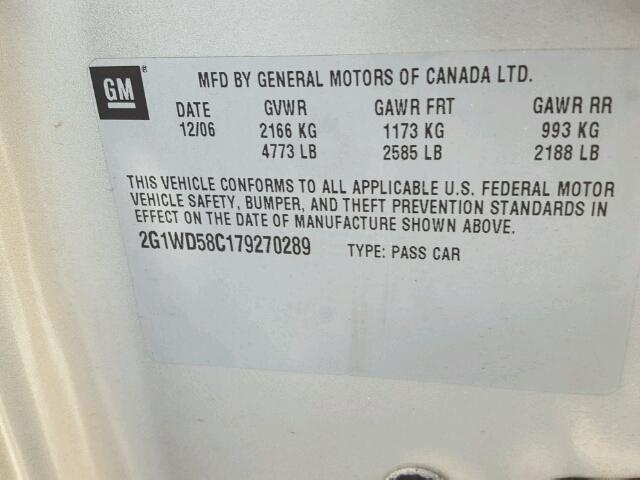 GM®
MFD BY GENERAL MOTORS OF CANADA LTD.
DATE GVWR GAWR FRT GAWR RR
12/06 2166 KG 1173 KG 993 KG
4773 LB 2585 LB 2188 LB
THIS VEHICLE CONFORMS TO ALL APPLICABLE U.S. FEDERAL MOTOR
VEHICLE SAFETY, BUMPER, AND THEFT PREVENTION STANDARDS IN
EFFECT ON THE DATE OF MANUFACTURE SHOWN ABOVE.
2G1WD58C179270289 TYPE: PASS CAR